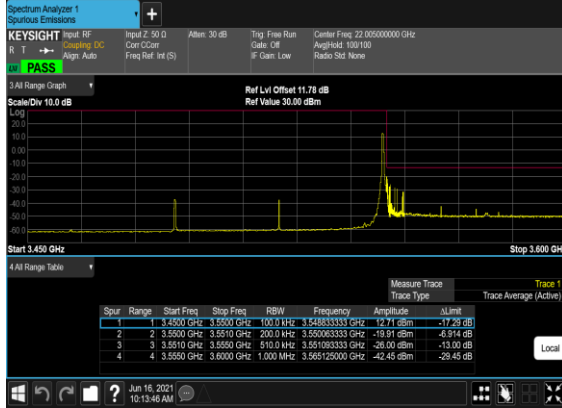 Spectrum Analyzer 1
Spurious Emissions
+
KEYSIGHT Input: RF Input Z: 50 Ω Atten: 30 dB Trig: Free Run Center Freq: 22.005000000 GHz
R T Coupling: DC Corr CCorr Gate: Off Avg|Hold: 100/100
Align: Auto Freq Ref: Int (S) IF Gain: Low Radio Std: None
PASS
3 All Range Graph
Ref Lvl Offset 11.78 dB
Scale/Div 10.0 dB Ref Value 30.00 dBm
Log
20.0
10.0
0.00
-10.0
-20.0
-30.0
-40.0
-50.0
-60.0
Start 3.450 GHz Stop 3.600 GH
4 All Range Table
Measure Trace Trace 1
Trace Type Trace Average (Active)
Spur Range Start Freq Stop Freq RBW Frequency Amplitude ΔLimit
1 1 3.4500 GHz 3.5500 GHz 100.0 kHz 3.548833333 GHz 12.71 dBm -17.29 dB
2 2 3.5500 GHz 3.5510 GHz 200.0 kHz 3.550063333 GHz -19.91 dBm -6.914 dB
3 3 3.5510 GHz 3.5550 GHz 510.0 kHz 3.551093333 GHz -26.00 dBm -13.00 dB
4 4 3.5550 GHz 3.6000 GHz 1.000 MHz 3.565125000 GHz -42.45 dBm -29.45 dB
Local
? Jun 16, 2021
10:13:46 AM